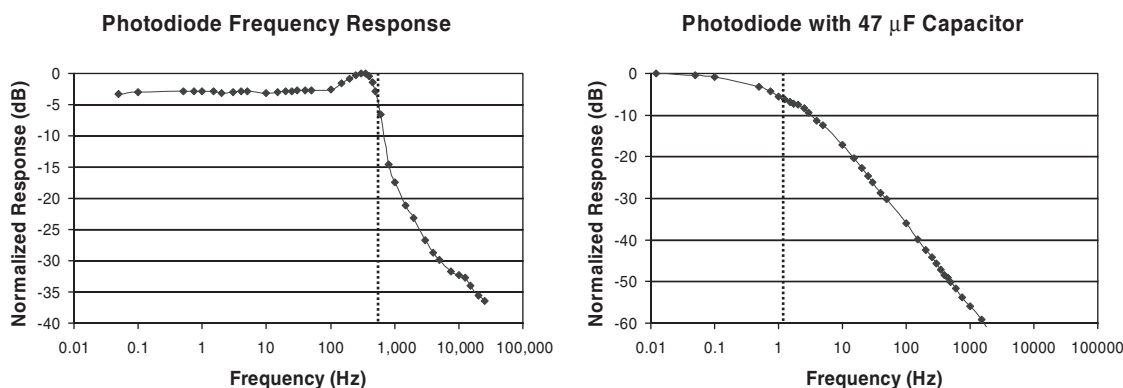 Photodiode Frequency Response
Normalized Response (dB)
0
-5
-10
-15
-20
-25
-30
-35
-40
0.01 0.1 1 10 100 1,000 10,000 100,000
Frequency (Hz)
Photodiode with 47 μF Capacitor
Normalized Response (dB)
0
-10
-20
-30
-40
-50
-60
0.01 0.1 1 10 100 1000 10000 100000
Frequency (Hz)